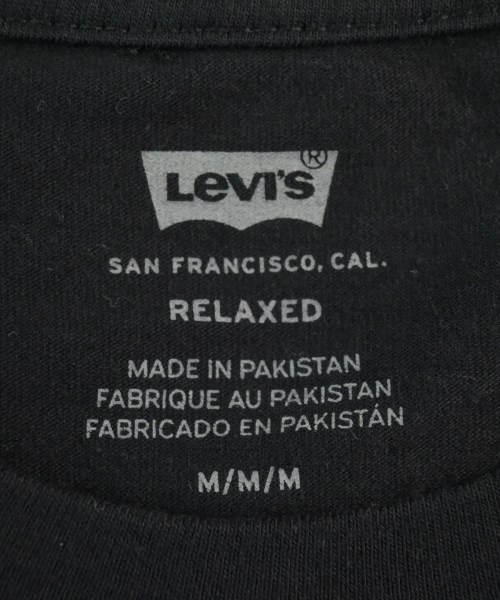 Levi's®
SAN FRANCISCO, CAL.
RELAXED
MADE IN PAKISTAN
FABRIQUE AU PAKISTAN
FABRICADO EN PAKISTÁN
M/M/M